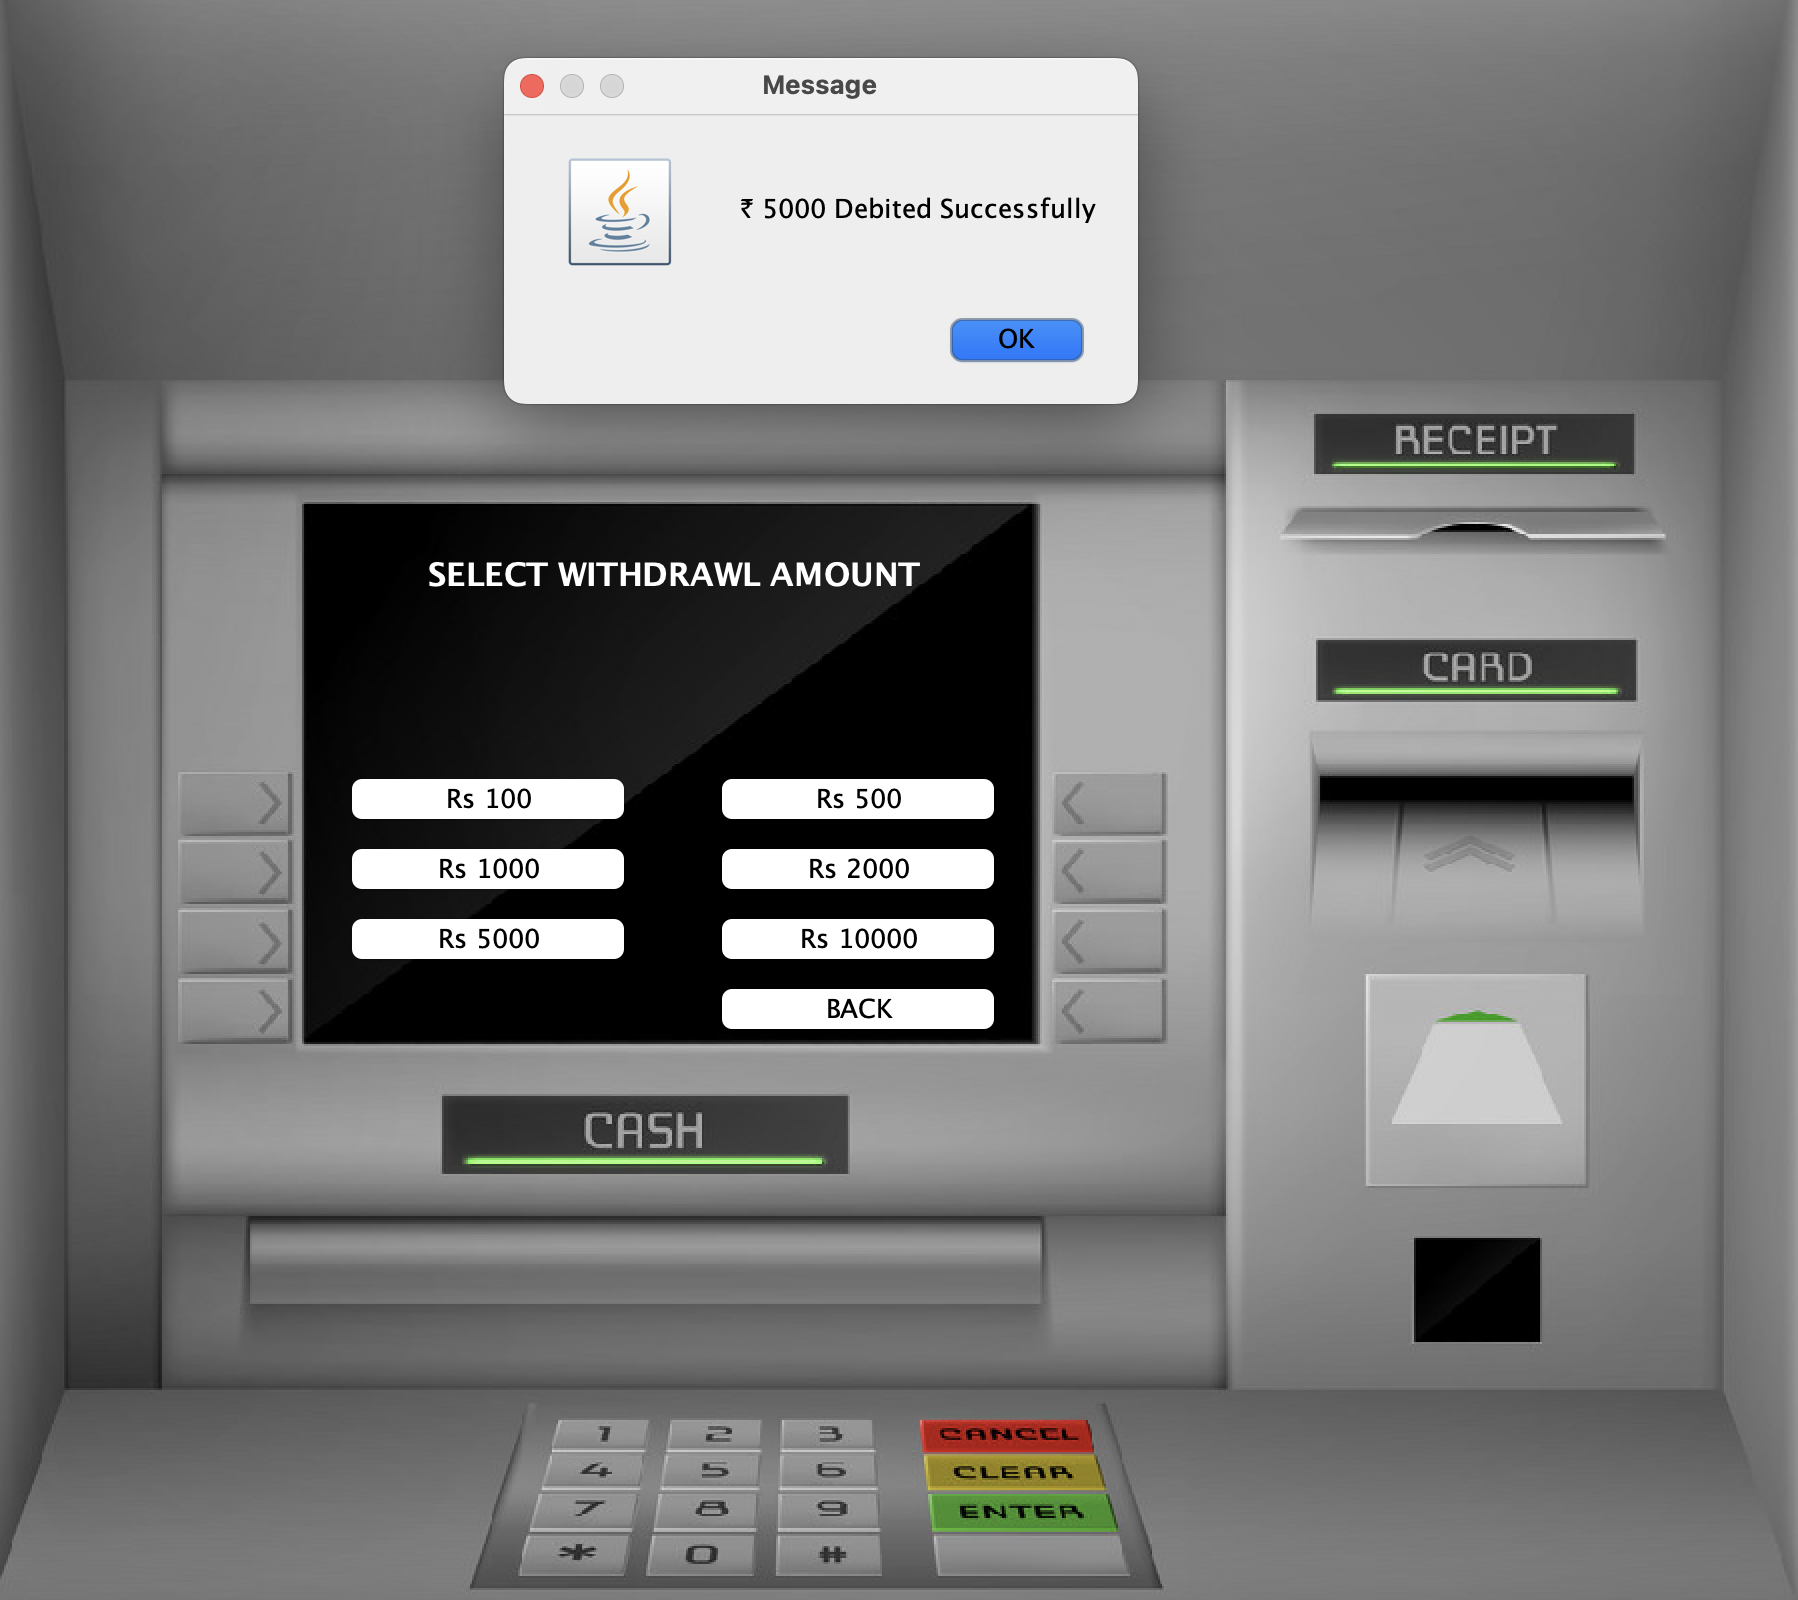 Message
₹ 5000 Debited Successfully
OK
RECEIPT
SELECT WITHDRAWL AMOUNT
CARD
Rs 100
Rs 500
Rs 1000
Rs 2000
Rs 5000
Rs 10000
BACK
CASH
1 2 3 CANCEL
4 5 6 CLEAR
7 8 9 ENTER
* 0 #